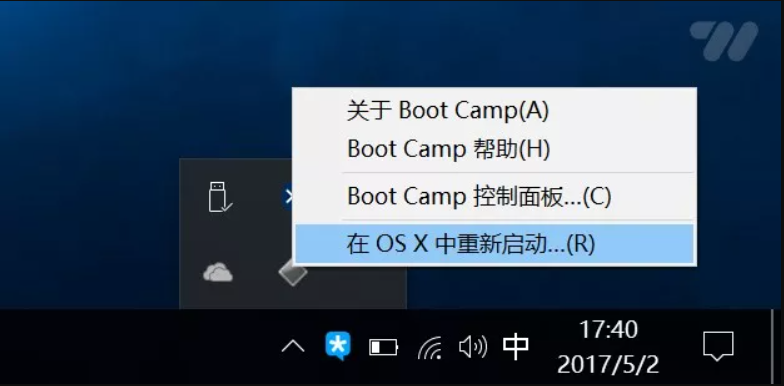 关于 Boot Camp(A)
Boot Camp 帮助(H)
Boot Camp 控制面板...(C)
在 OS X 中重新启动...(R)
中
17:40
2017/5/2